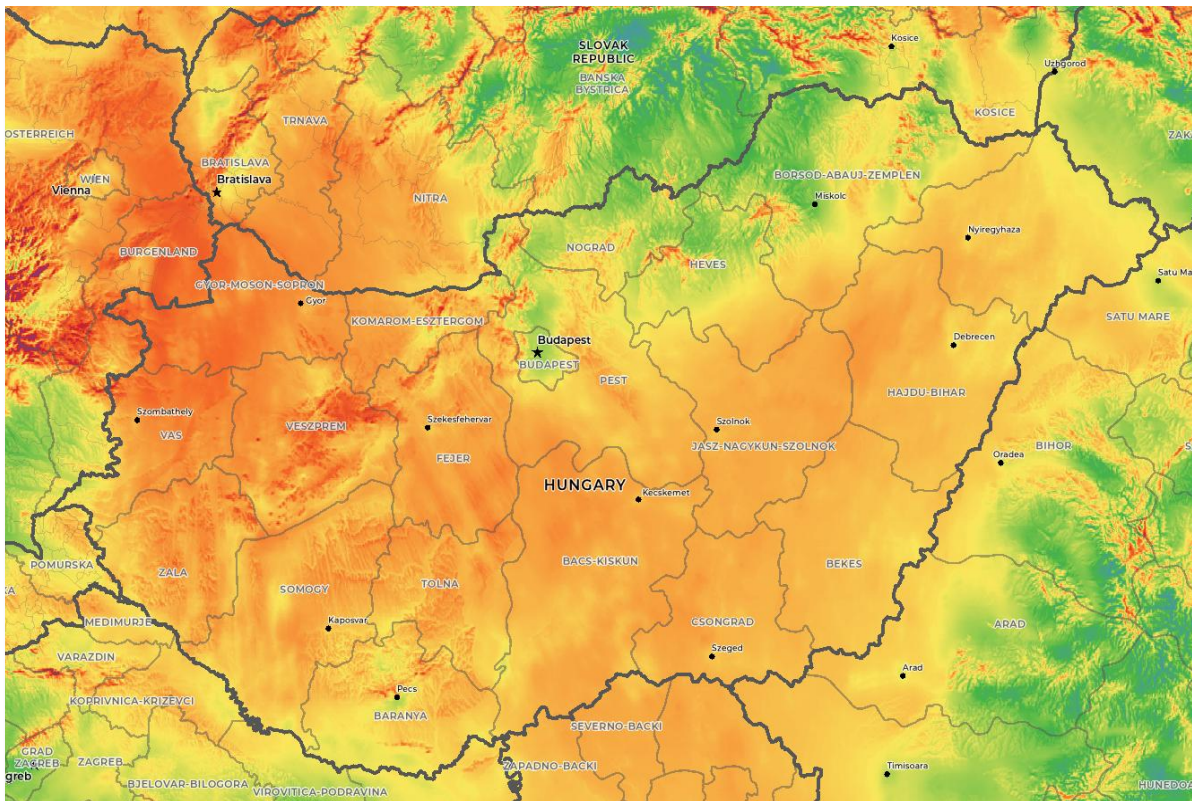 SLOVAK
REPUBLIC
BANSKA
BYSTRICA
Kosice
Uzhgorod
KOSICE
TRNAVA
OSTERREICH
ZAK
BRATISLAVA
Bratislava
WIEN
Vienna
NITRA
BORSOD-ABAUJ-ZEMPLEN
Miskolc
Nyiregyhaza
NOGRAD
HEVES
BURGENLAND
GYOR-MOSON-SOPRON
Gyor
Satu Ma
SATU MARE
KOMAROM-ESZTERGOM
Budapest
BUDAPEST
Debrecen
PEST
HAJDU-BIHAR
Szombathely
VAS
VESZPREM
Szekesfehervar
FEJER
Szolnok
JASZ-NAGYKUN-SZOLNOK
BIHOR
Oradea
HUNGARY
Kecskemet
POMURSKA
ZALA
SOMOGY
TOLNA
BACS-KISKUN
BEKES
KA
MEDIMURJE
Kaposvar
CSONGRAD
ARAD
VARAZDIN
Szeged
Arad
KOPRIVNICA-KRIZEVCI
Pecs
BARANYA
SEVERNO-BACKI
GRAD
ZAGREB
ZAGREB
greb
ZAPADNO-BACKI
Timisoara
BJELOVAR-BILOGORA
VIROVITICA-PODRAVINA
HUNEDOA